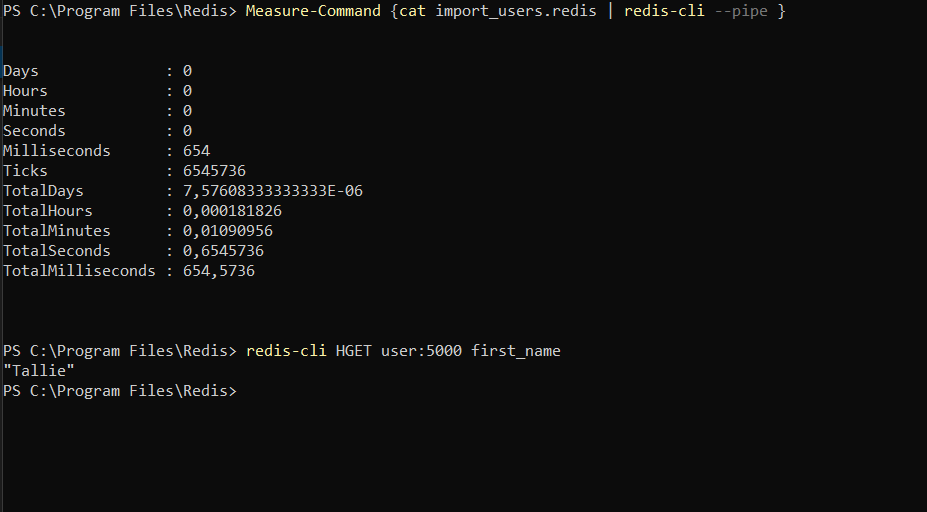 PS C:\Program Files\Redis> Measure-Command {cat import_users.redis | redis-cli --pipe }
Days : 0
Hours : 0
Minutes : 0
Seconds : 0
Milliseconds : 654
Ticks : 6545736
TotalDays : 7,57608333333333E-06
TotalHours : 0,000181826
TotalMinutes : 0,01090956
TotalSeconds : 0,6545736
TotalMilliseconds : 654,5736
PS C:\Program Files\Redis> redis-cli HGET user:5000 first_name
"Tallie"
PS C:\Program Files\Redis>